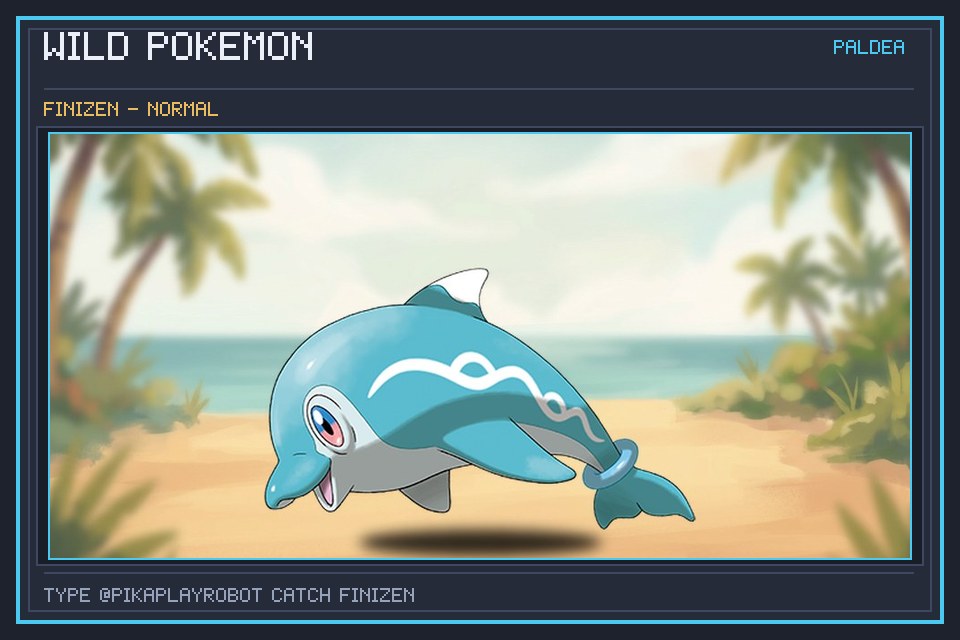 WILD POKEMON
PALDEA
FINIZEN - NORMAL
TYPE @PIKAPLAYROBOT CATCH FINIZEN